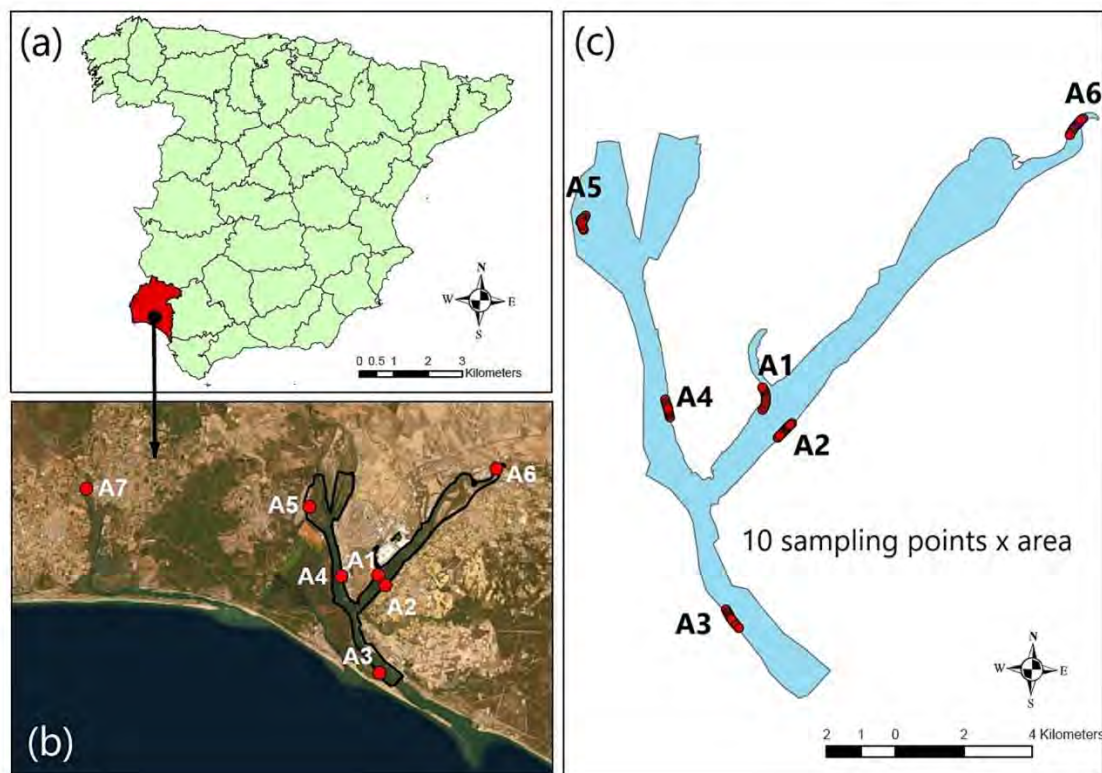 (a)
N
W E
S
0 0.5 1 2 3
Kilometers
(b)
A7
A5
A6
A1
A4
A2
A3
(c)
A6
A5
A1
A4
A2
10 sampling points x area
A3
N
W E
S
2 1 0 2 4 Kilometers